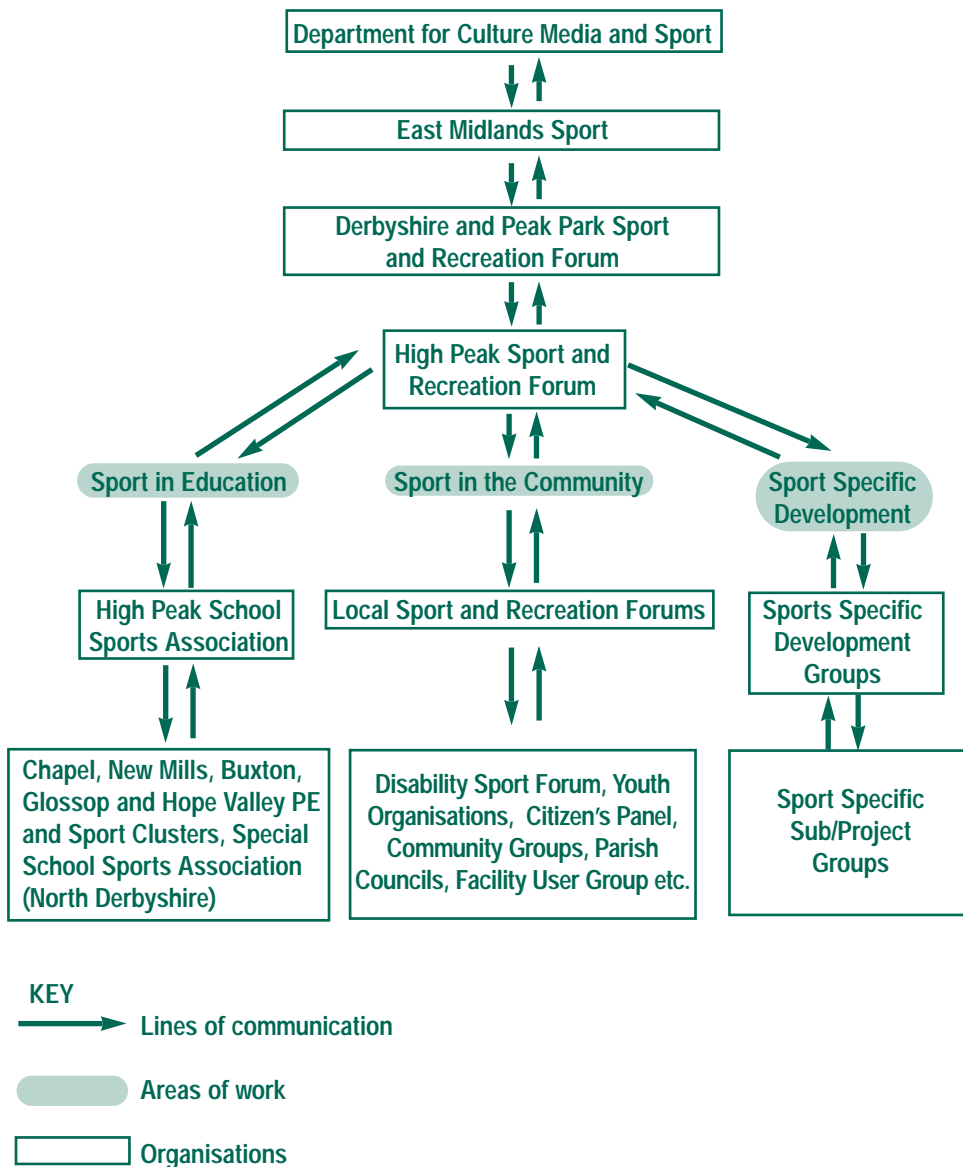 Department for Culture Media and Sport
East Midlands Sport
Derbyshire and Peak Park Sport
and Recreation Forum
High Peak Sport and
Recreation Forum
Sport in Education
Sport in the Community
Sport Specific
Development
High Peak School
Sports Association
Local Sport and Recreation Forums
Sports Specific
Development
Groups
Chapel, New Mills, Buxton,
Glossop and Hope Valley PE
and Sport Clusters, Special
School Sports Association
(North Derbyshire)
Disability Sport Forum, Youth
Organisations, Citizen's Panel,
Community Groups, Parish
Councils, Facility User Group etc.
Sport Specific
Sub/Project
Groups
KEY
Lines of communication
Areas of work
Organisations